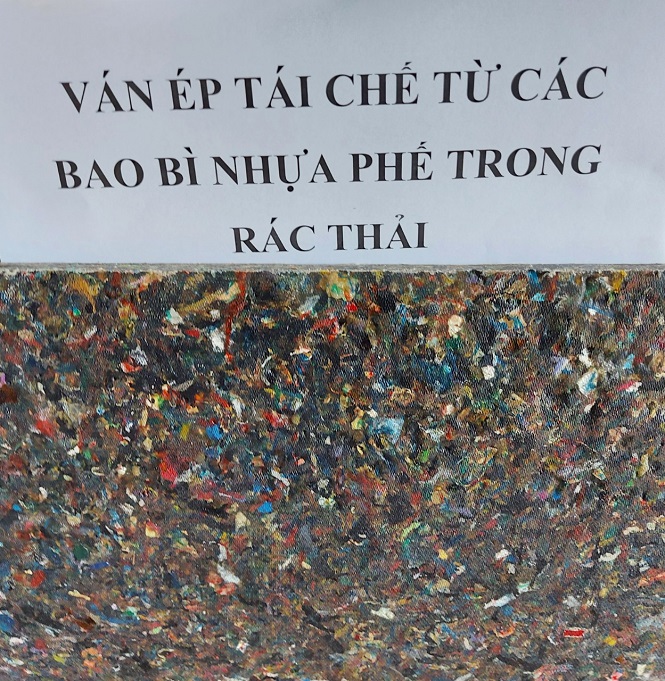 VÁN ÉP TÁI CHẾ TỪ CÁC
BAO BÌ NHỰA PHẾ TRONG
RÁC THẢI